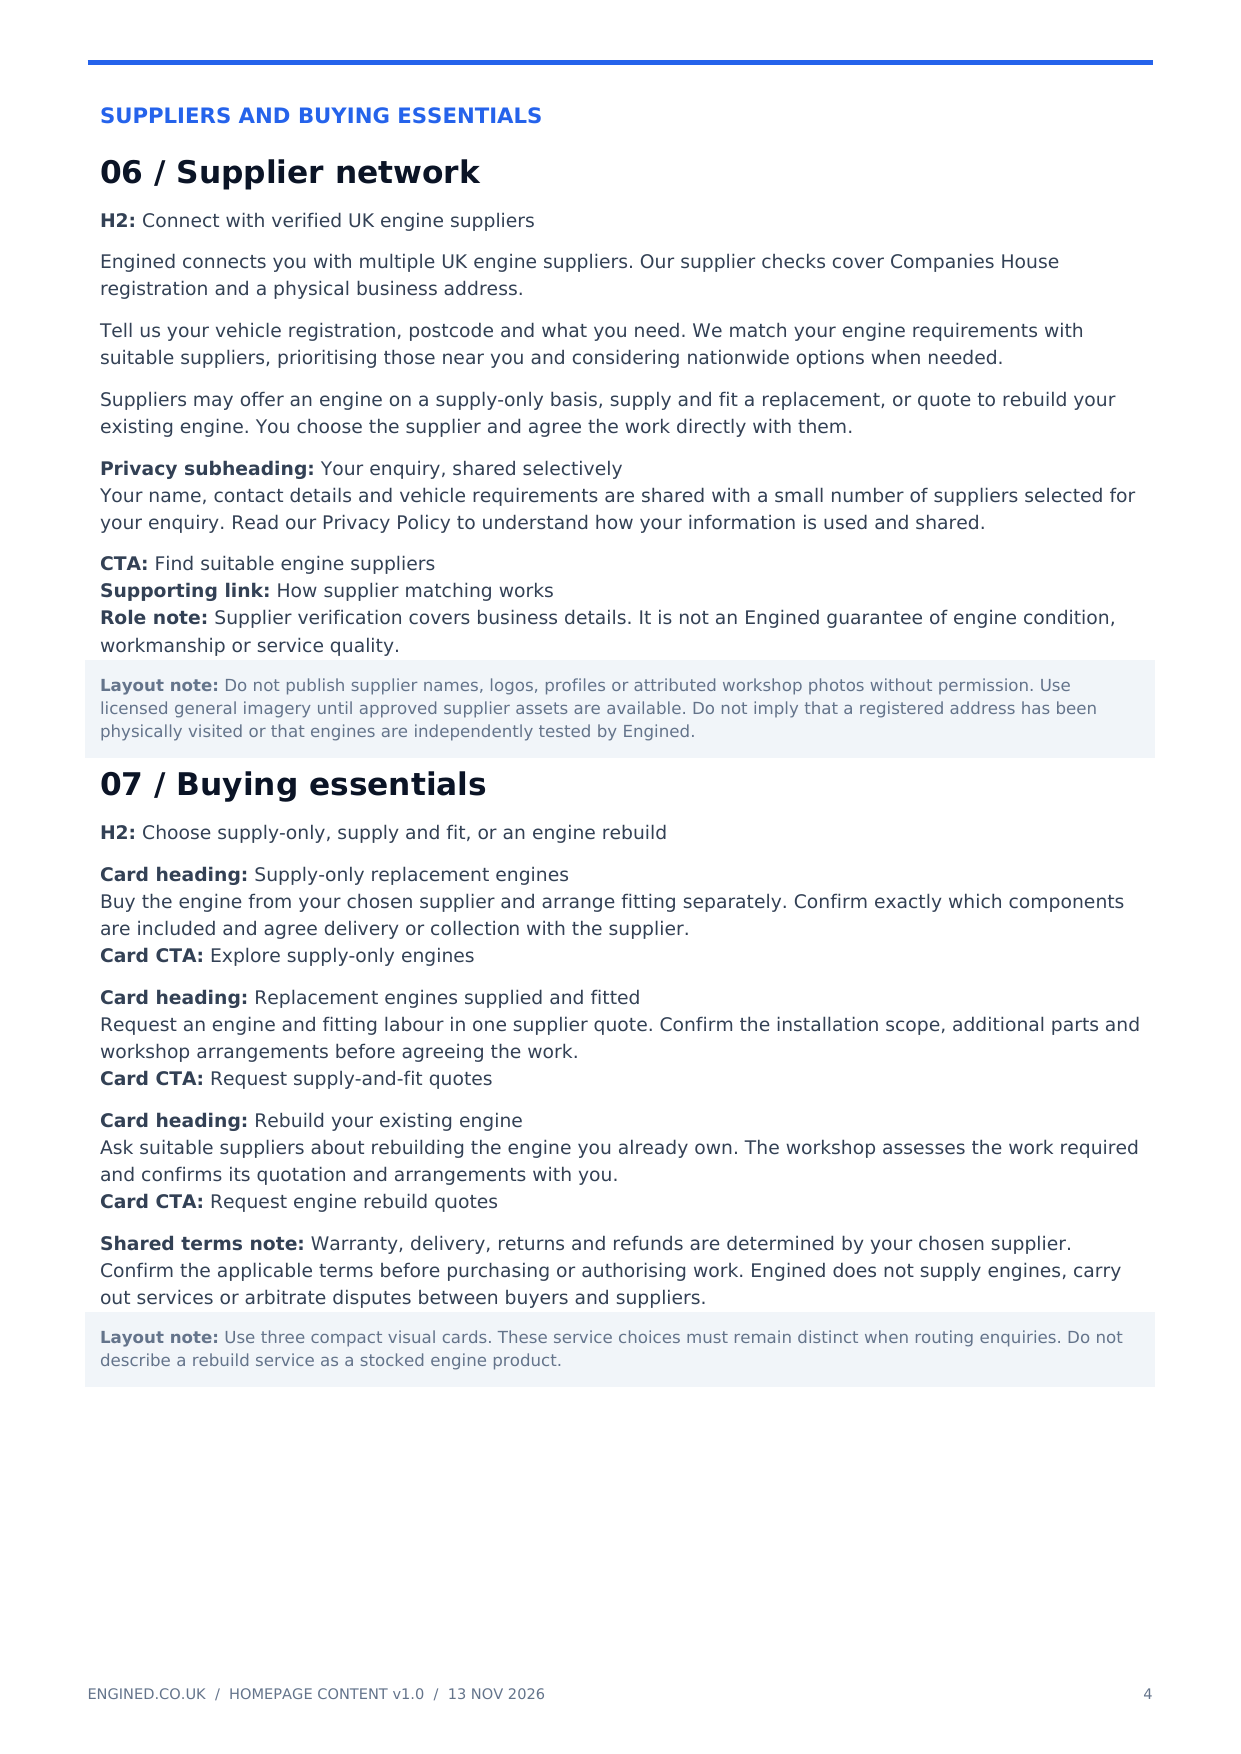 SUPPLIERS AND BUYING ESSENTIALS
06 / Supplier network
H2: Connect with verified UK engine suppliers
Engined connects you with multiple UK engine suppliers. Our supplier checks cover Companies House
registration and a physical business address.
Tell us your vehicle registration, postcode and what you need. We match your engine requirements with
suitable suppliers, prioritising those near you and considering nationwide options when needed.
Suppliers may offer an engine on a supply-only basis, supply and fit a replacement, or quote to rebuild your
existing engine. You choose the supplier and agree the work directly with them.
Privacy subheading: Your enquiry, shared selectively
Your name, contact details and vehicle requirements are shared with a small number of suppliers selected for
your enquiry. Read our Privacy Policy to understand how your information is used and shared.
CTA: Find suitable engine suppliers
Supporting link: How supplier matching works
Role note: Supplier verification covers business details. It is not an Engined guarantee of engine condition,
workmanship or service quality.
Layout note: Do not publish supplier names, logos, profiles or attributed workshop photos without permission. Use
licensed general imagery until approved supplier assets are available. Do not imply that a registered address has been
physically visited or that engines are independently tested by Engined.
07 / Buying essentials
H2: Choose supply-only, supply and fit, or an engine rebuild
Card heading: Supply-only replacement engines
Buy the engine from your chosen supplier and arrange fitting separately. Confirm exactly which components
are included and agree delivery or collection with the supplier.
Card CTA: Explore supply-only engines
Card heading: Replacement engines supplied and fitted
Request an engine and fitting labour in one supplier quote. Confirm the installation scope, additional parts and
workshop arrangements before agreeing the work.
Card CTA: Request supply-and-fit quotes
Card heading: Rebuild your existing engine
Ask suitable suppliers about rebuilding the engine you already own. The workshop assesses the work required
and confirms its quotation and arrangements with you.
Card CTA: Request engine rebuild quotes
Shared terms note: Warranty, delivery, returns and refunds are determined by your chosen supplier.
Confirm the applicable terms before purchasing or authorising work. Engined does not supply engines, carry
out services or arbitrate disputes between buyers and suppliers.
Layout note: Use three compact visual cards. These service choices must remain distinct when routing enquiries. Do not
describe a rebuild service as a stocked engine product.
ENGINED.CO.UK / HOMEPAGE CONTENT v1.0 / 13 NOV 2026
4